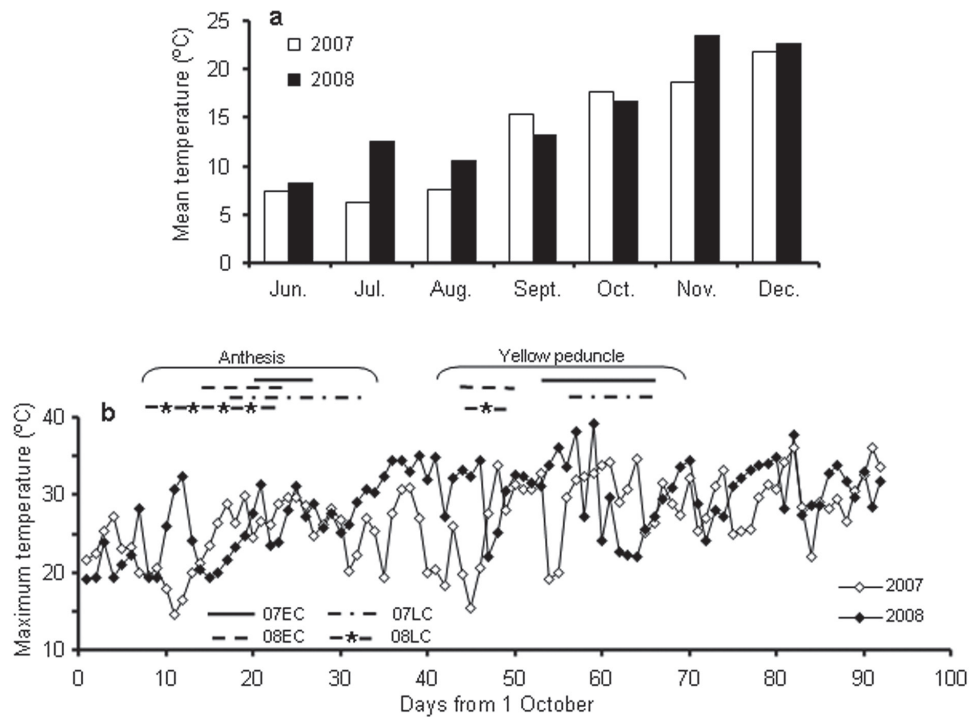 a
2007
2008
Mean temperature (ºC)
25
20
15
10
5
0
Jun. Jul. Aug. Sept. Oct. Nov. Dec.
Anthesis Yellow peduncle
b
Maximum temperature (ºC)
40
30
20
10
07EC 07LC
08EC 08LC
2007
2008
0 10 20 30 40 50 60 70 80 90 100
Days from 1 October